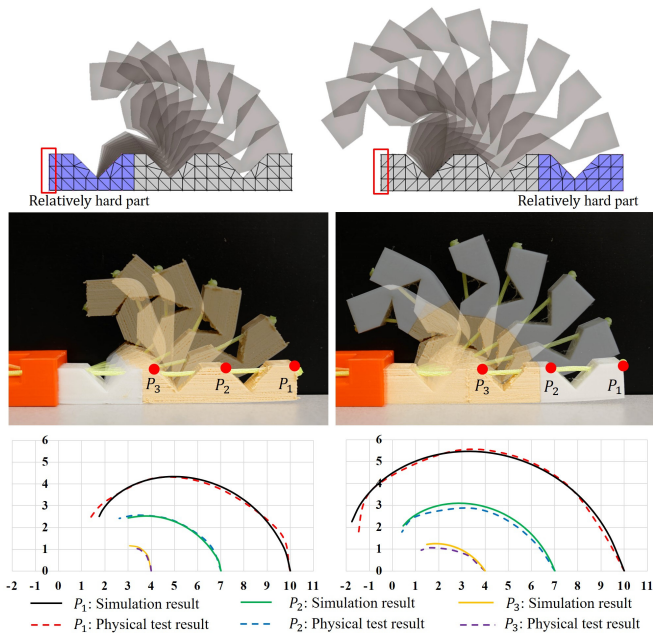 Relatively hard part
Relatively hard part
P3 P2 P1
P3 P2 P1
6
5
4
3
2
1
0
-2 -1 0 1 2 3 4 5 6 7 8 9 10 11
6
5
4
3
2
1
0
-2 -1 0 1 2 3 4 5 6 7 8 9 10 11
P1: Simulation result P2: Simulation result P3: Simulation result
P1: Physical test result P2: Physical test result P3: Physical test result